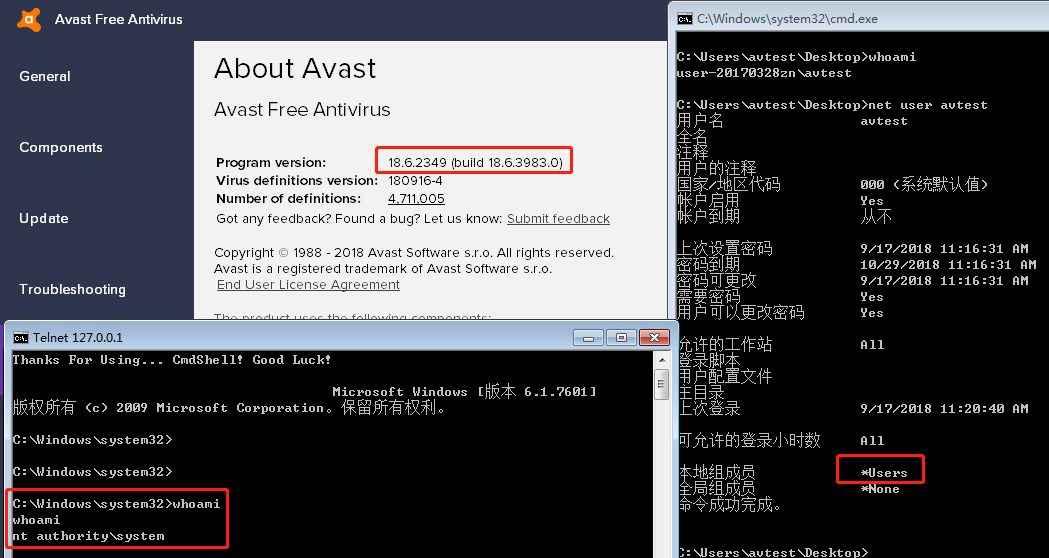 Avast Free Antivirus
General
Components
Update
Troubleshooting
About Avast
Avast Free Antivirus
Program version: 18.6.2349 (build 18.6.3983.0)
Virus definitions version: 180916-4
Number of definitions: 4,711,005
Got any feedback? Found a bug? Let us know: Submit feedback
Copyright © 1988 - 2018 Avast Software s.r.o. All rights reserved.
Avast is a registered trademark of Avast Software s.r.o.
End User License Agreement
The product uses the following components:
C:\Windows\system32\cmd.exe
C:\Users\avtest\Desktop>whoami
user-20170328zn\avtest
C:\Users\avtest\Desktop>net user avtest
用户名 avtest
全名
注释
用户的注释
国家/地区代码 000 (系统默认值)
帐户启用 Yes
帐户到期 从不
上次设置密码 9/17/2018 11:16:31 AM
密码到期 10/29/2018 11:16:31 AM
密码可更改 9/17/2018 11:16:31 AM
需要密码 Yes
用户可以更改密码 Yes
允许的工作站 All
登录脚本
用户配置文件
主目录
上次登录 9/17/2018 11:20:40 AM
可允许的登录小时数 All
本地组成员 *Users
全局组成员 *None
命令成功完成。
C:\Users\avtest\Desktop>
Telnet 127.0.0.1
Thanks For Using... CmdShell! Good Luck!
Microsoft Windows [版本 6.1.7601]
版权所有 (c) 2009 Microsoft Corporation。保留所有权利。
C:\Windows\system32>
C:\Windows\system32>
C:\Windows\system32>whoami
whoami
nt authority\system